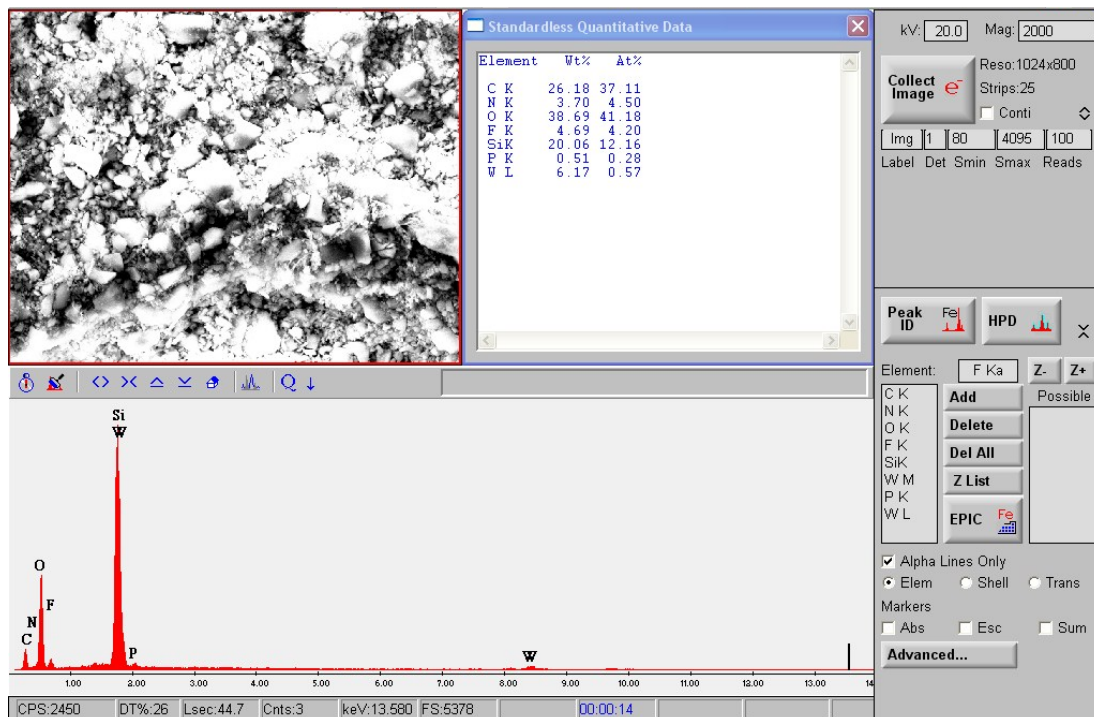 Standardless Quantitative Data
Element Wt% At%
C K 26.18 37.11
N K 3.70 4.50
O K 38.69 41.18
F K 4.69 4.20
SiK 20.06 12.16
P K 0.51 0.28
W L 6.17 0.57
kV: 20.0 Mag: 2000
Collect Image e-
Reso:1024x800
Strips:25
Conti
Img 1 80 4095 100
Label Det Smin Smax Reads
Peak ID Fe
HPD
Element: F Ka Z- Z+
C K
N K
O K
F K
SiK
W M
P K
W L
Add
Delete
Del All
Z List
EPIC Fe
Possible
Alpha Lines Only
Elem Shell Trans
Markers
Abs Esc Sum
Advanced...
Q
Si
W
O
N F
C
P
W
1.00 2.00 3.00 4.00 5.00 6.00 7.00 8.00 9.00 10.00 11.00 12.00 13.00 14
CPS:2450 DT%:26 Lsec:44.7 Cnts:3 keV:13.580 FS:5378 00:00:14